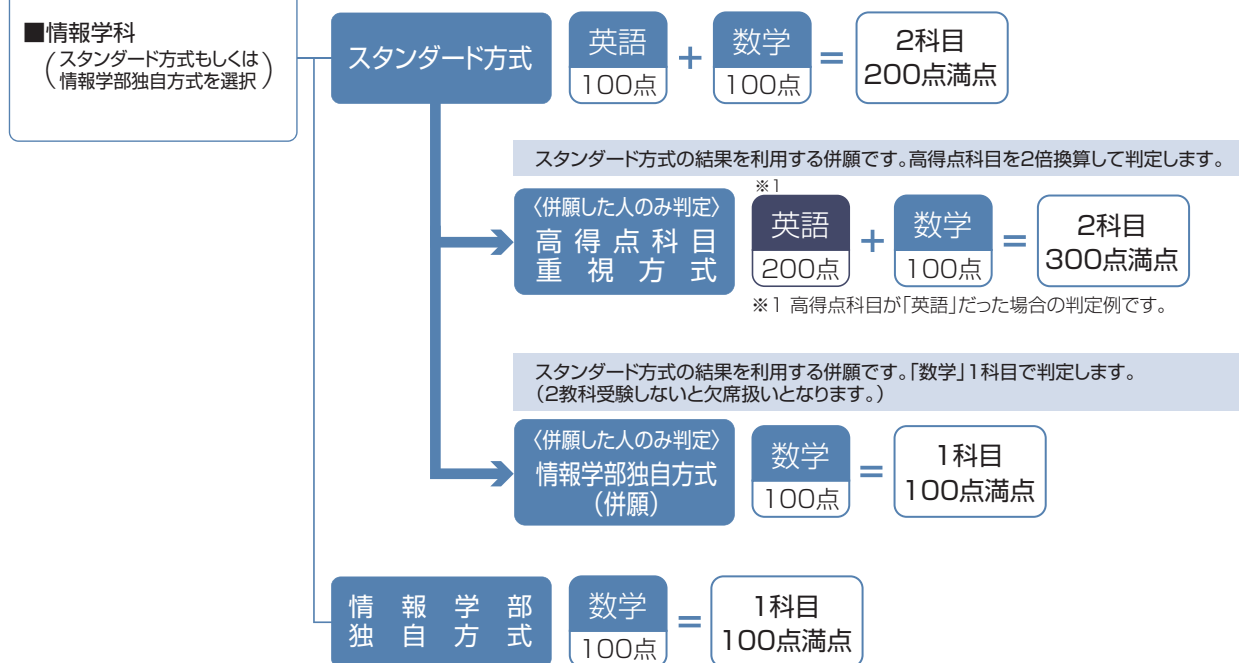 ■情報学科
(スタンダード方式もしくは
情報学部独自方式を選択)
スタンダード方式
英語
100点
+
数学
100点
=
2科目
200点満点
スタンダード方式の結果を利用する併願です。高得点科目を2倍換算して判定します。
〈併願した人のみ判定〉
高得点科目
重視方式
※1
英語
200点
+
数学
100点
=
2科目
300点満点
※1 高得点科目が「英語」だった場合の判定例です。
スタンダード方式の結果を利用する併願です。「数学」1科目で判定します。
(2教科受験しないと欠席扱いとなります。)
〈併願した人のみ判定〉
情報学部独自方式
(併願)
数学
100点
=
1科目
100点満点
情報学部
独自方式
数学
100点
=
1科目
100点満点